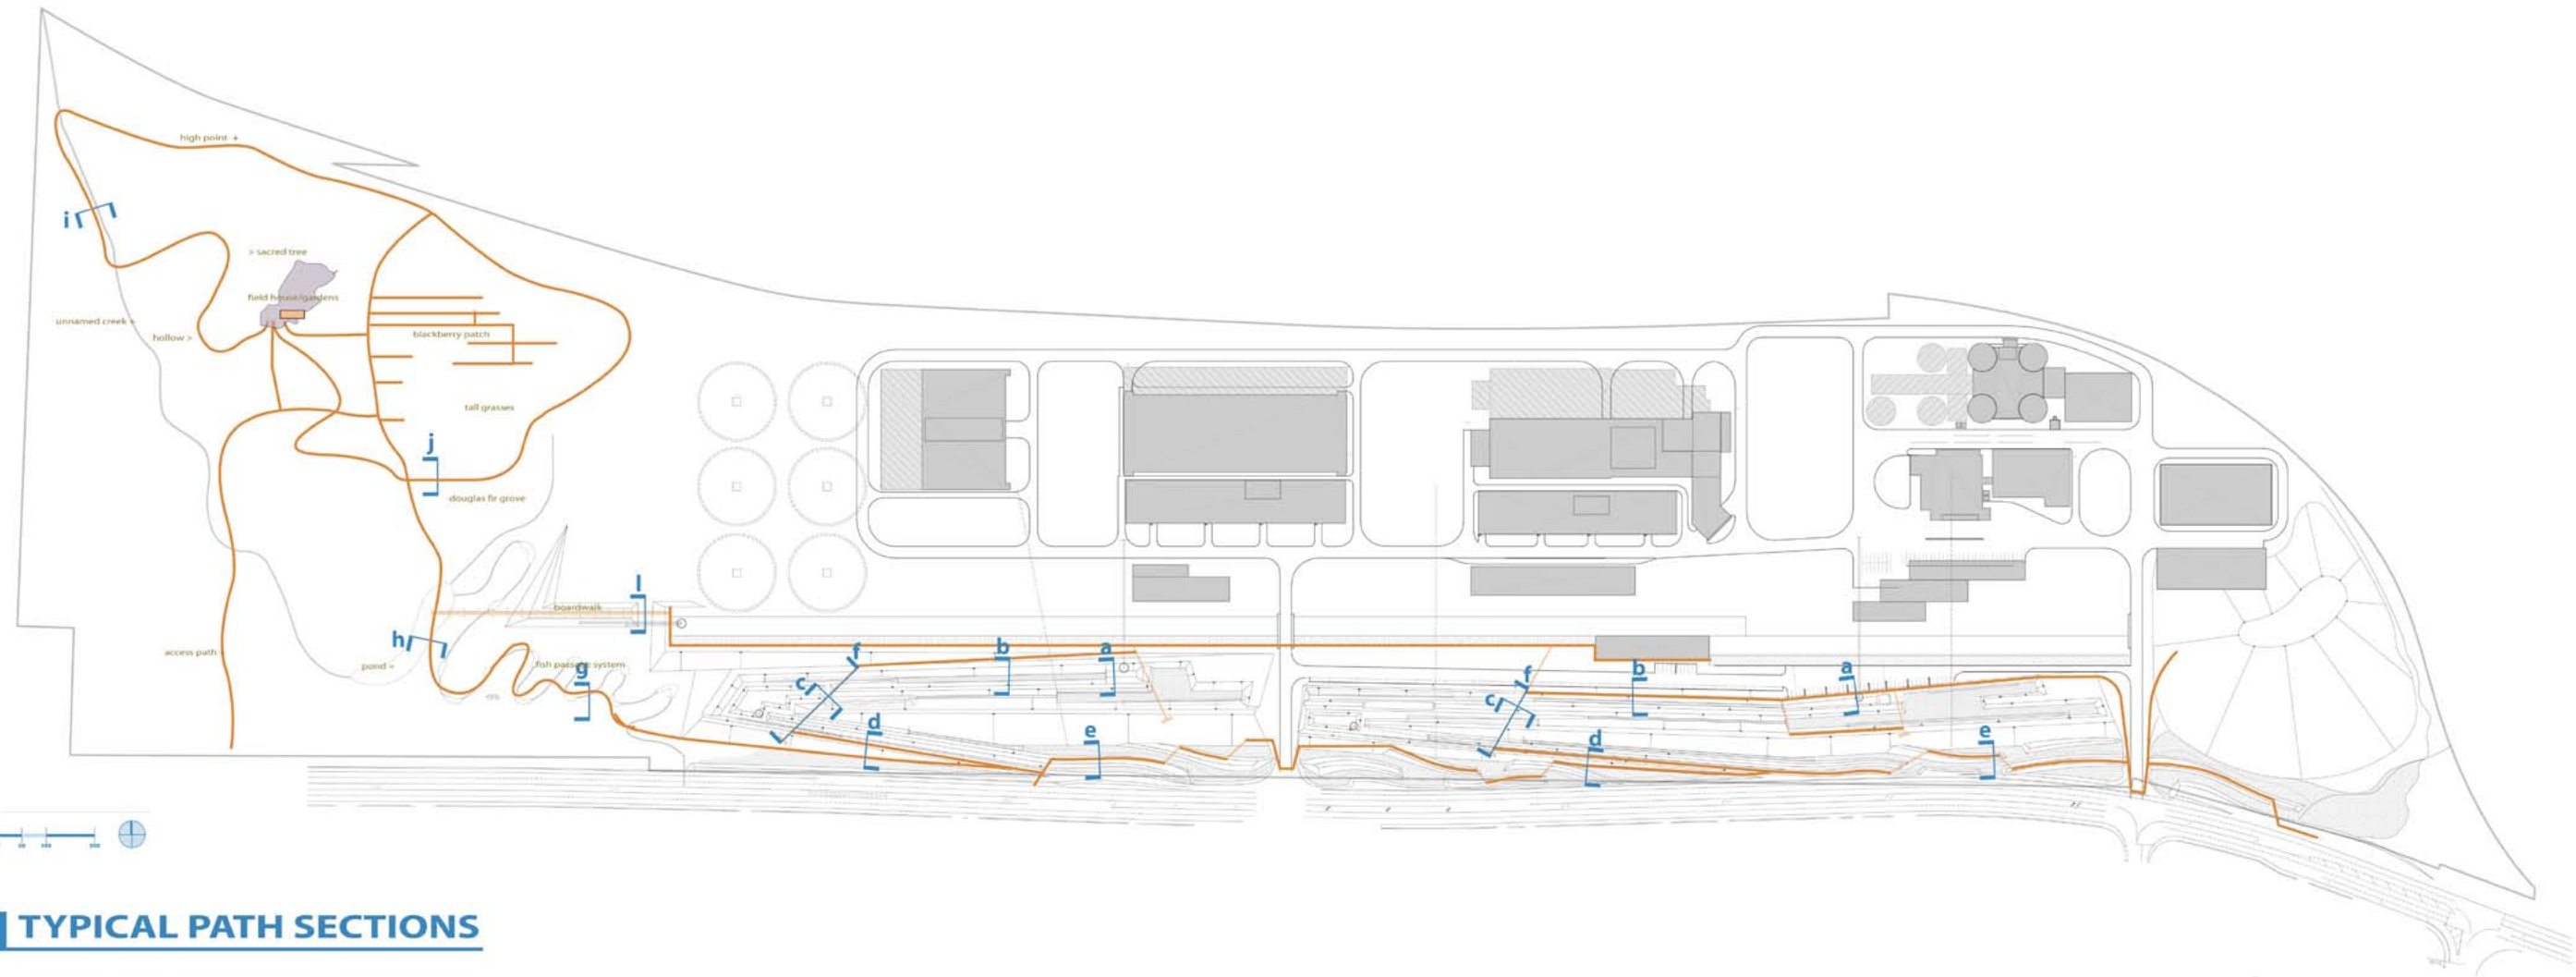 high point +
i
> sacred tree
field house/gardens
unnamed creek +
hollow >
blackberry patch
tall grasses
j
douglas fir grove
l
boardwalk
h
access path
pond =
fish passage system
g
f
b
a
c
d
e
f
b
a
c
d
e
TYPICAL PATH SECTIONS